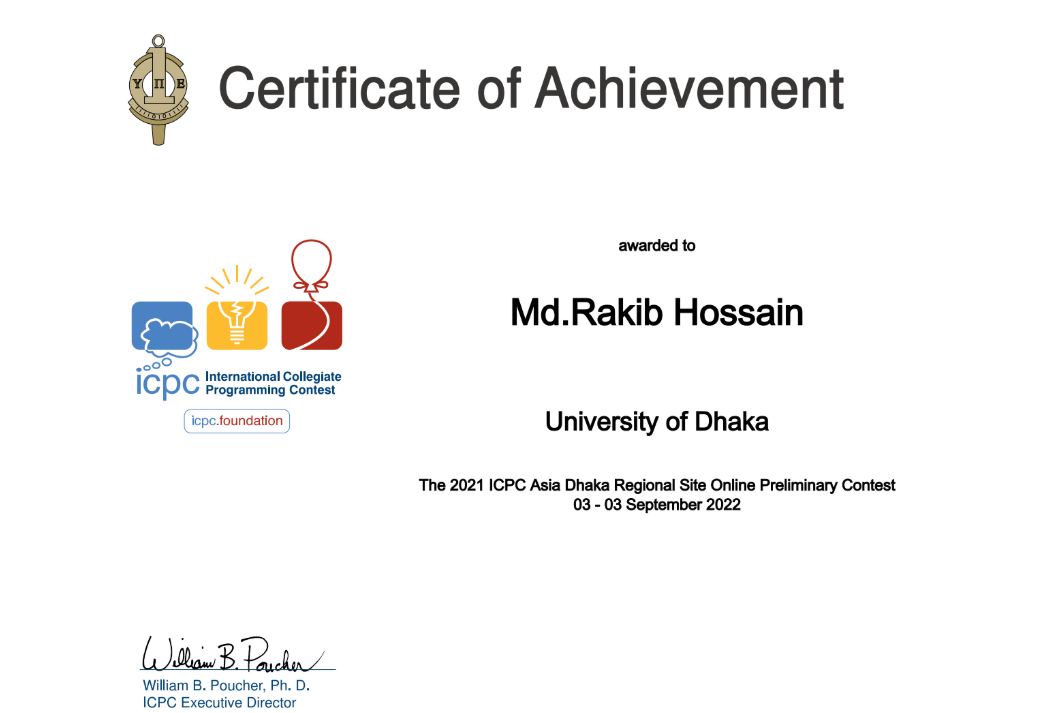 Υ Π Ε
Certificate of Achievement
awarded to
Md.Rakib Hossain
icpc International Collegiate
Programming Contest
icpc.foundation
University of Dhaka
The 2021 ICPC Asia Dhaka Regional Site Online Preliminary Contest
03 - 03 September 2022
William B. Poucher
William B. Poucher, Ph. D.
ICPC Executive Director